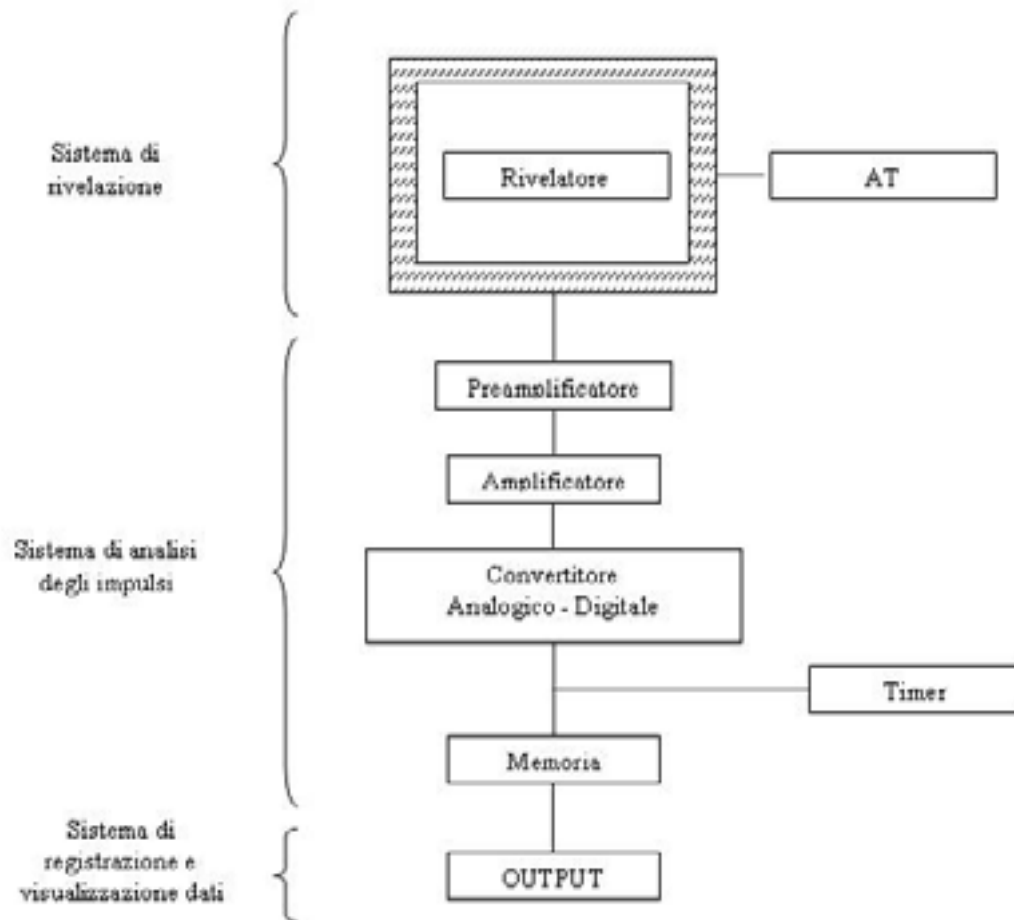 Sistema di
rivelazione
Rivelatore
AT
Preamplificatore
Amplificatore
Sistema di analisi
degli impulsi
Convertitore
Analogico - Digitale
Timer
Memoria
Sistema di
registrazione e
visualizzazione dati
OUTPUT